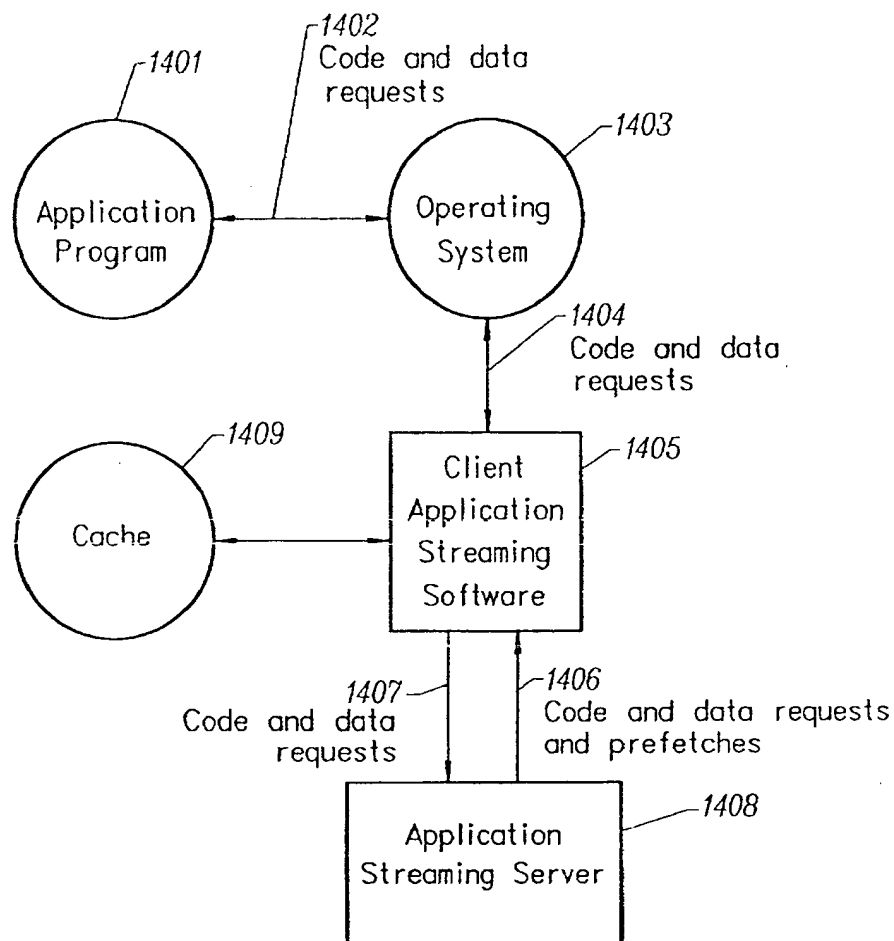 1402
Code and data
requests
1401
1403
Application
Program
Operating
System
1404
Code and data
requests
1409
Cache
Client
Application
Streaming
Software
1405
1407
Code and data
requests
1406
Code and data requests
and prefetches
Application
Streaming Server
1408